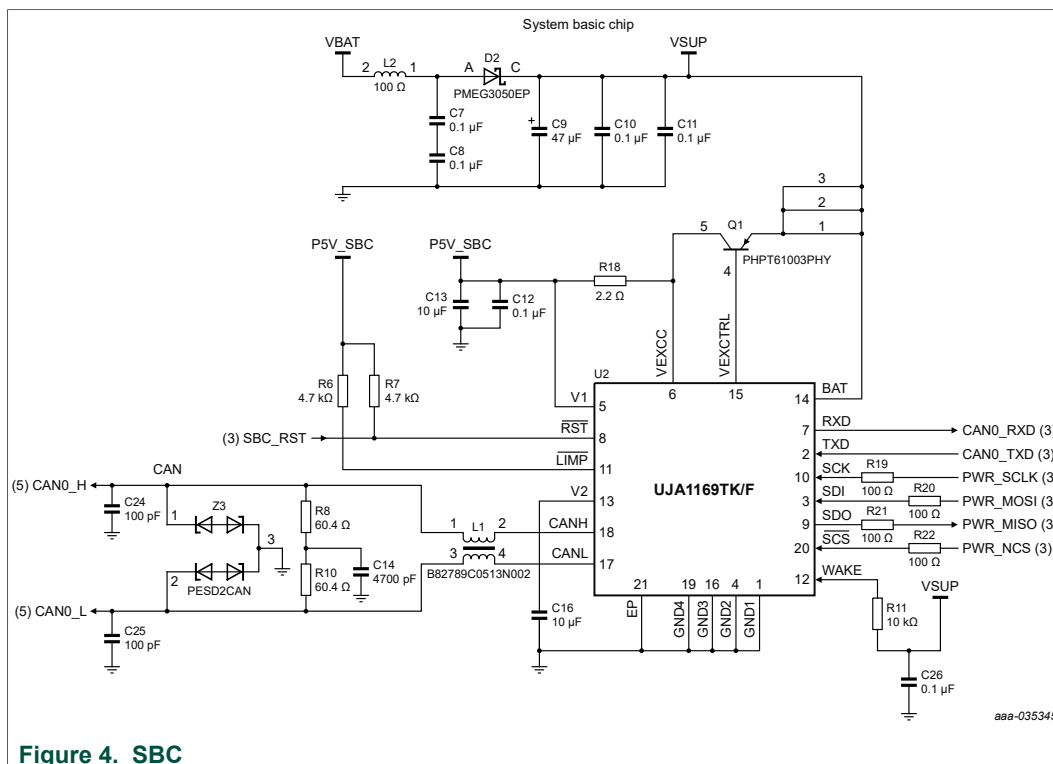 System basic chip
VBAT
VSUP
2 L2 1
100 Ω
A D2 C
PMEG3050EP
C7
0.1 µF
C8
0.1 µF
+
C9
47 µF
C10
0.1 µF
C11
0.1 µF
3
2
1
5 Q1
4
PHPT61003PHY
P5V_SBC
P5V_SBC
R18
2.2 Ω
C13
10 µF
C12
0.1 µF
VEXCC
VEXCTRL
R6
4.7 kΩ
R7
4.7 kΩ
U2
6
15
BAT
14
V1
5
RXD
7
CAN0_RXD (3)
(3) SBC_RST
RST
8
TXD
2
CAN0_TXD (3)
LIMP
11
SCK
10
R19
100 Ω
PWR_SCLK (3
UJA1169TK/F
SDI
3
R20
100 Ω
PWR_MOSI (3
V2
13
SDO
9
R21
100 Ω
PWR_MISO (3
SCS
20
R22
100 Ω
PWR_NCS (3)
CAN
(5) CAN0_H
C24
100 pF
1
Z3
3
2
PESD2CAN
R8
60.4 Ω
R10
60.4 Ω
C14
4700 pF
1 L1 2
3 4
B82789C0513N002
CANH
18
CANL
17
WAKE
12
VSUP
(5) CAN0_L
C25
100 pF
C16
10 µF
21
19
16
4
1
EP
GND4
GND3
GND2
GND1
R11
10 kΩ
C26
0.1 µF
aaa-035345
Figure 4. SBC